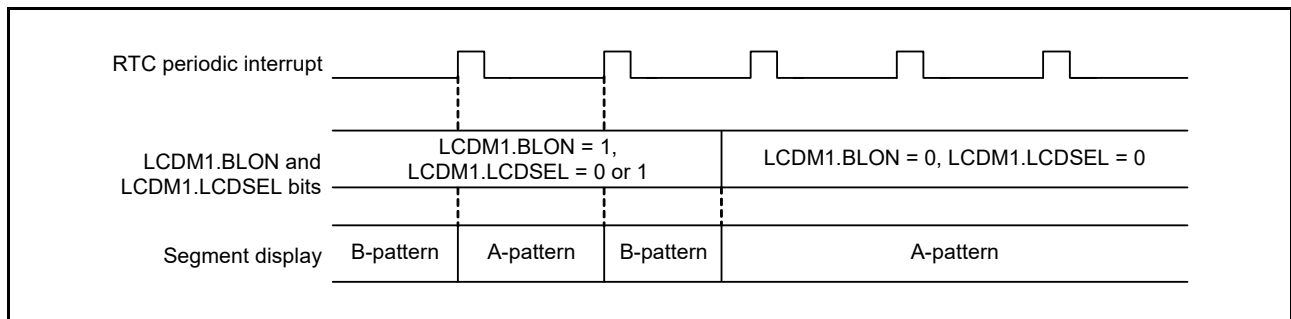 RTC periodic interrupt
LCDM1.BLON and
LCDM1.LCDSEL bits
LCDM1.BLON = 1,
LCDM1.LCDSEL = 0 or 1
LCDM1.BLON = 0, LCDM1.LCDSEL = 0
Segment display
B-pattern
A-pattern
B-pattern
A-pattern